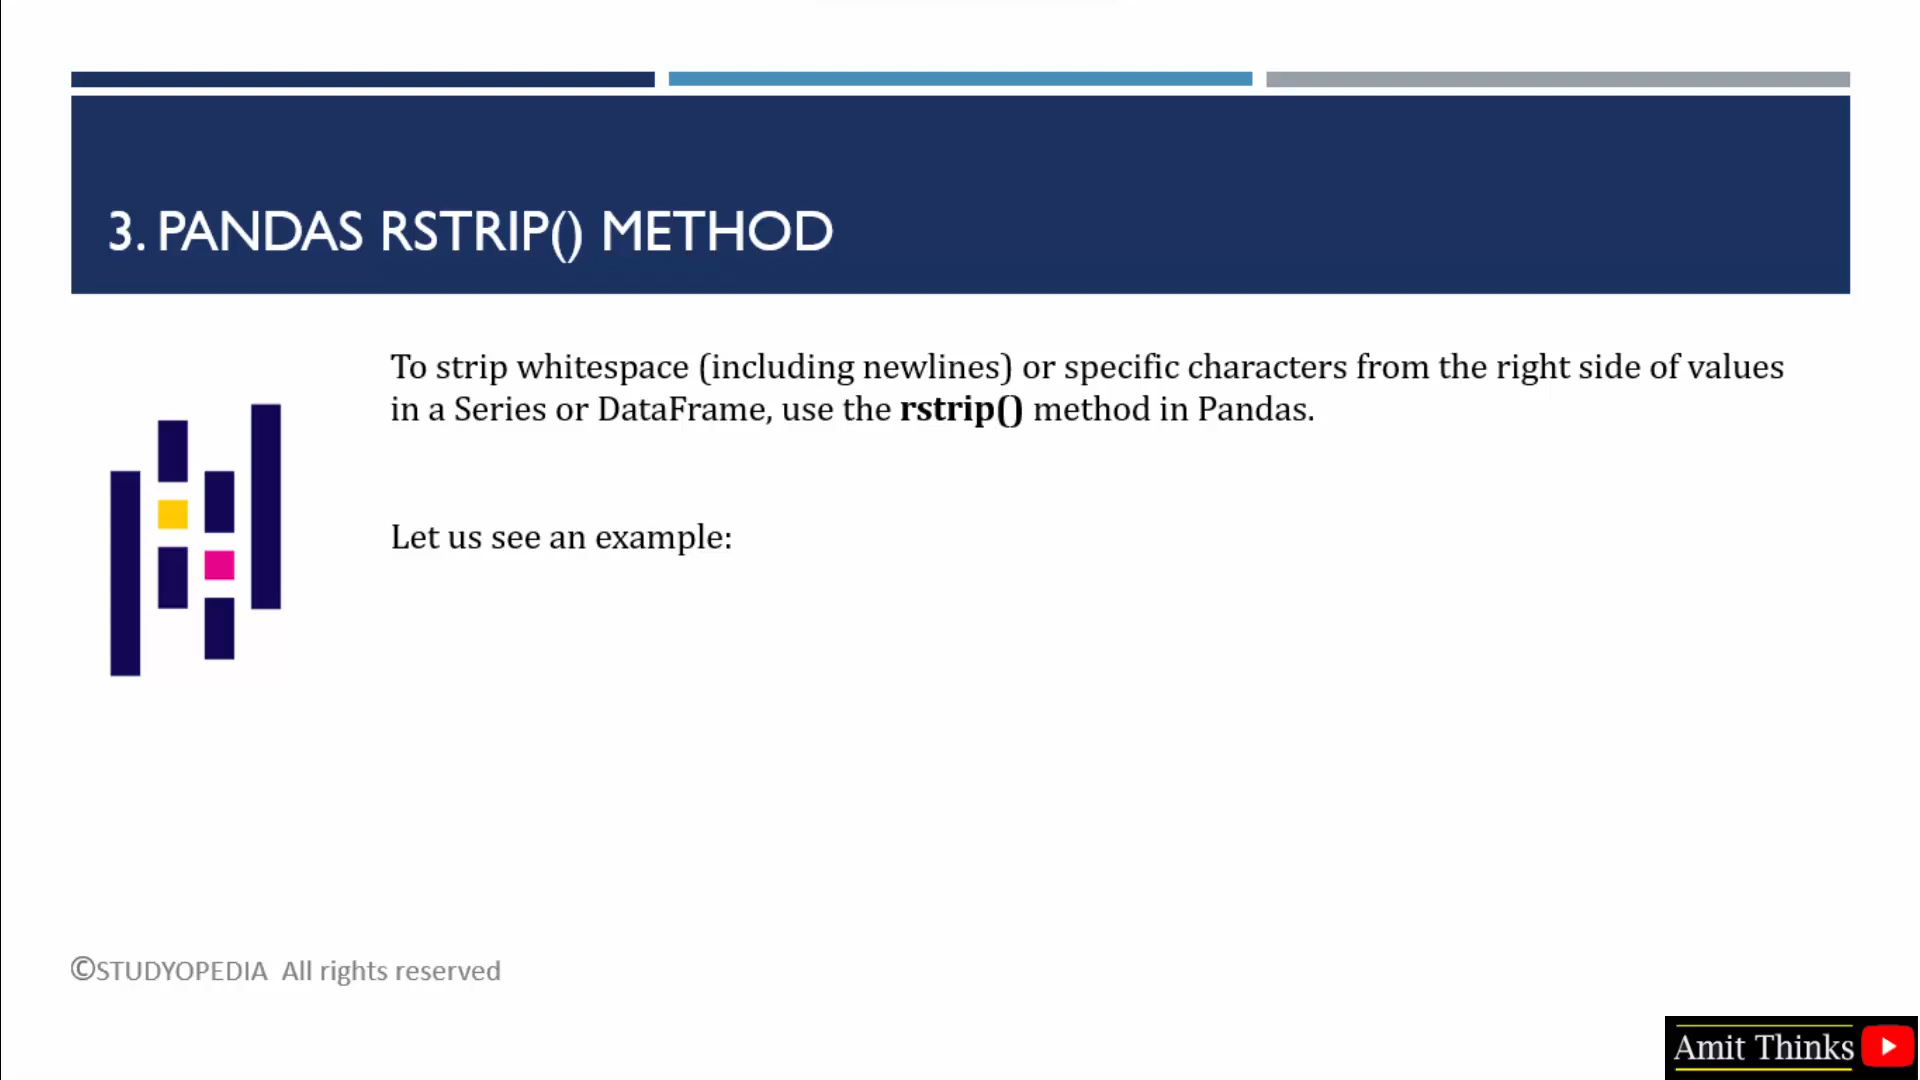 3. PANDAS RSTRIP() METHOD
To strip whitespace (including newlines) or specific characters from the right side of values
in a Series or DataFrame, use the rstrip() method in Pandas.
Let us see an example:
©STUDYOPEDIA All rights reserved
Amit Thinks